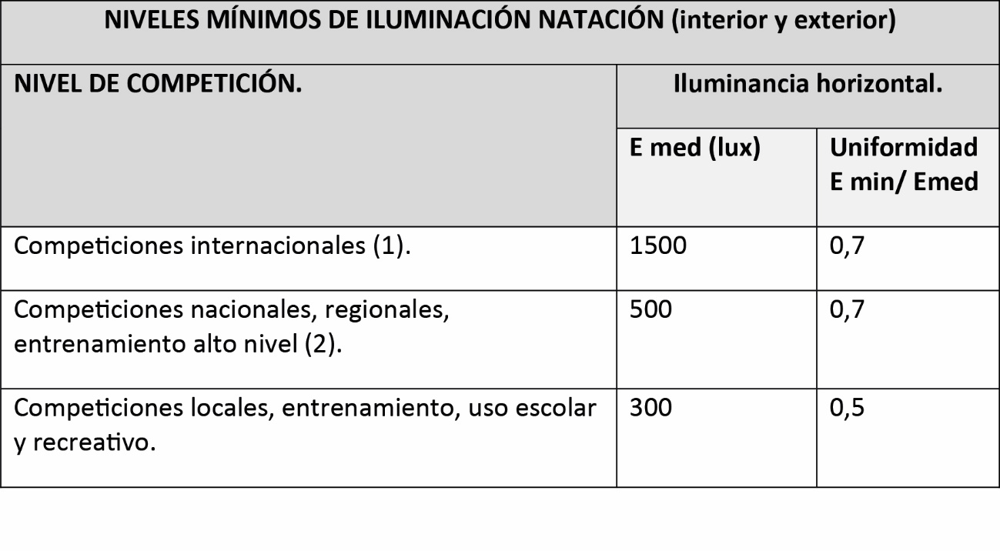 NIVELES MÍNIMOS DE ILUMINACIÓN NATACIÓN (interior y exterior)
NIVEL DE COMPETICIÓN.
Iluminancia horizontal.
E med (lux)
Uniformidad
E min/ Emed
Competiciones internacionales (1).
1500
0,7
Competiciones nacionales, regionales,
entrenamiento alto nivel (2).
500
0,7
Competiciones locales, entrenamiento, uso escolar
y recreativo.
300
0,5